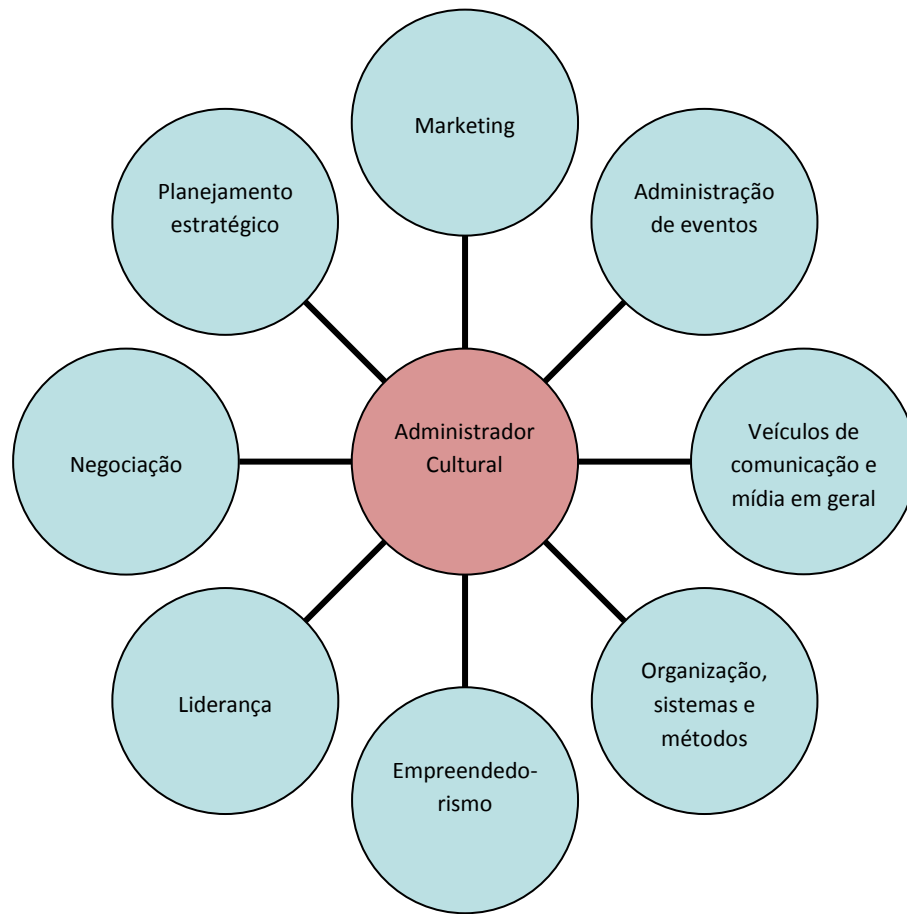 Marketing
Planejamento
estratégico
Administração
de eventos
Administrador
Cultural
Negociação
Veículos de
comunicação e
mídia em geral
Liderança
Organização,
sistemas e
métodos
Empreendedo-
rismo